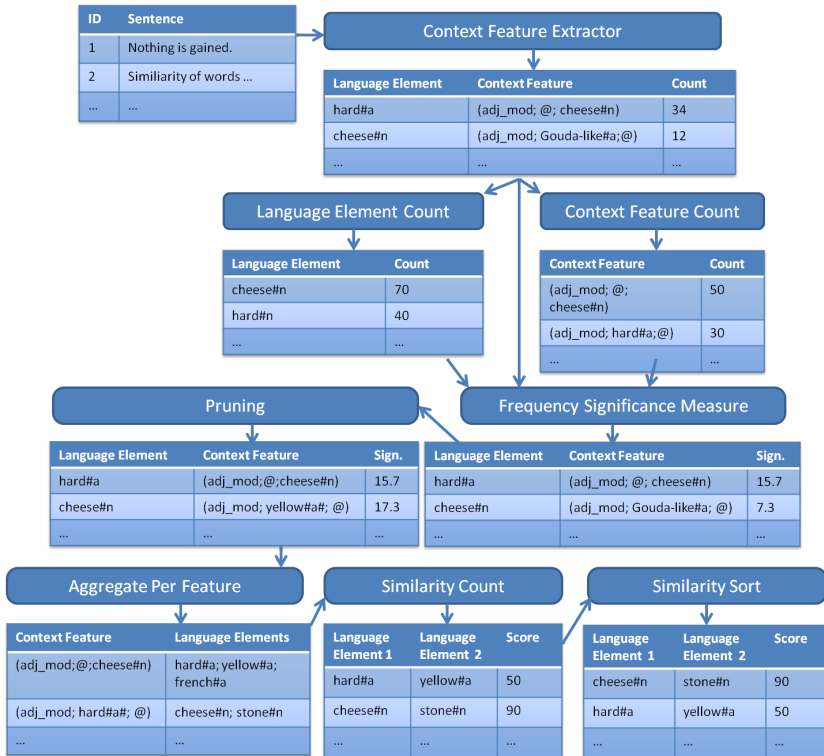 ID Sentence
1 Nothing is gained.
2 Similiarity of words ...
... ...
Context Feature Extractor
Language Element Context Feature Count
hard#a (adj_mod; @; cheese#n) 34
cheese#n (adj_mod; Gouda-like#a;@) 12
... ... ...
Language Element Count
Language Element Count
cheese#n 70
hard#n 40
... ...
Context Feature Count
Context Feature Count
(adj_mod; @;
cheese#n) 50
(adj_mod; hard#a;@) 30
... ...
Pruning
Language Element Context Feature Sign.
hard#a (adj_mod;@;cheese#n) 15.7
cheese#n (adj_mod; yellow#a#; @) 17.3
... ... ...
Frequency Significance Measure
Language Element Context Feature Sign.
hard#a (adj_mod; @; cheese#n) 15.7
cheese#n (adj_mod; Gouda-like#a; @) 7.3
... ... ...
Aggregate Per Feature
Context Feature Language Elements
(adj_mod;@;cheese#n) hard#a; yellow#a;
french#a
(adj_mod; hard#a#; @) cheese#n; stone#n
... ...
Similarity Count
Language Language Score
Element 1 Element 2
hard#a yellow#a 50
cheese#n stone#n 90
... ... ...
Similarity Sort
Language Language Score
Element 1 Element 2
cheese#n stone#n 90
hard#a yellow#a 50
... ... ...